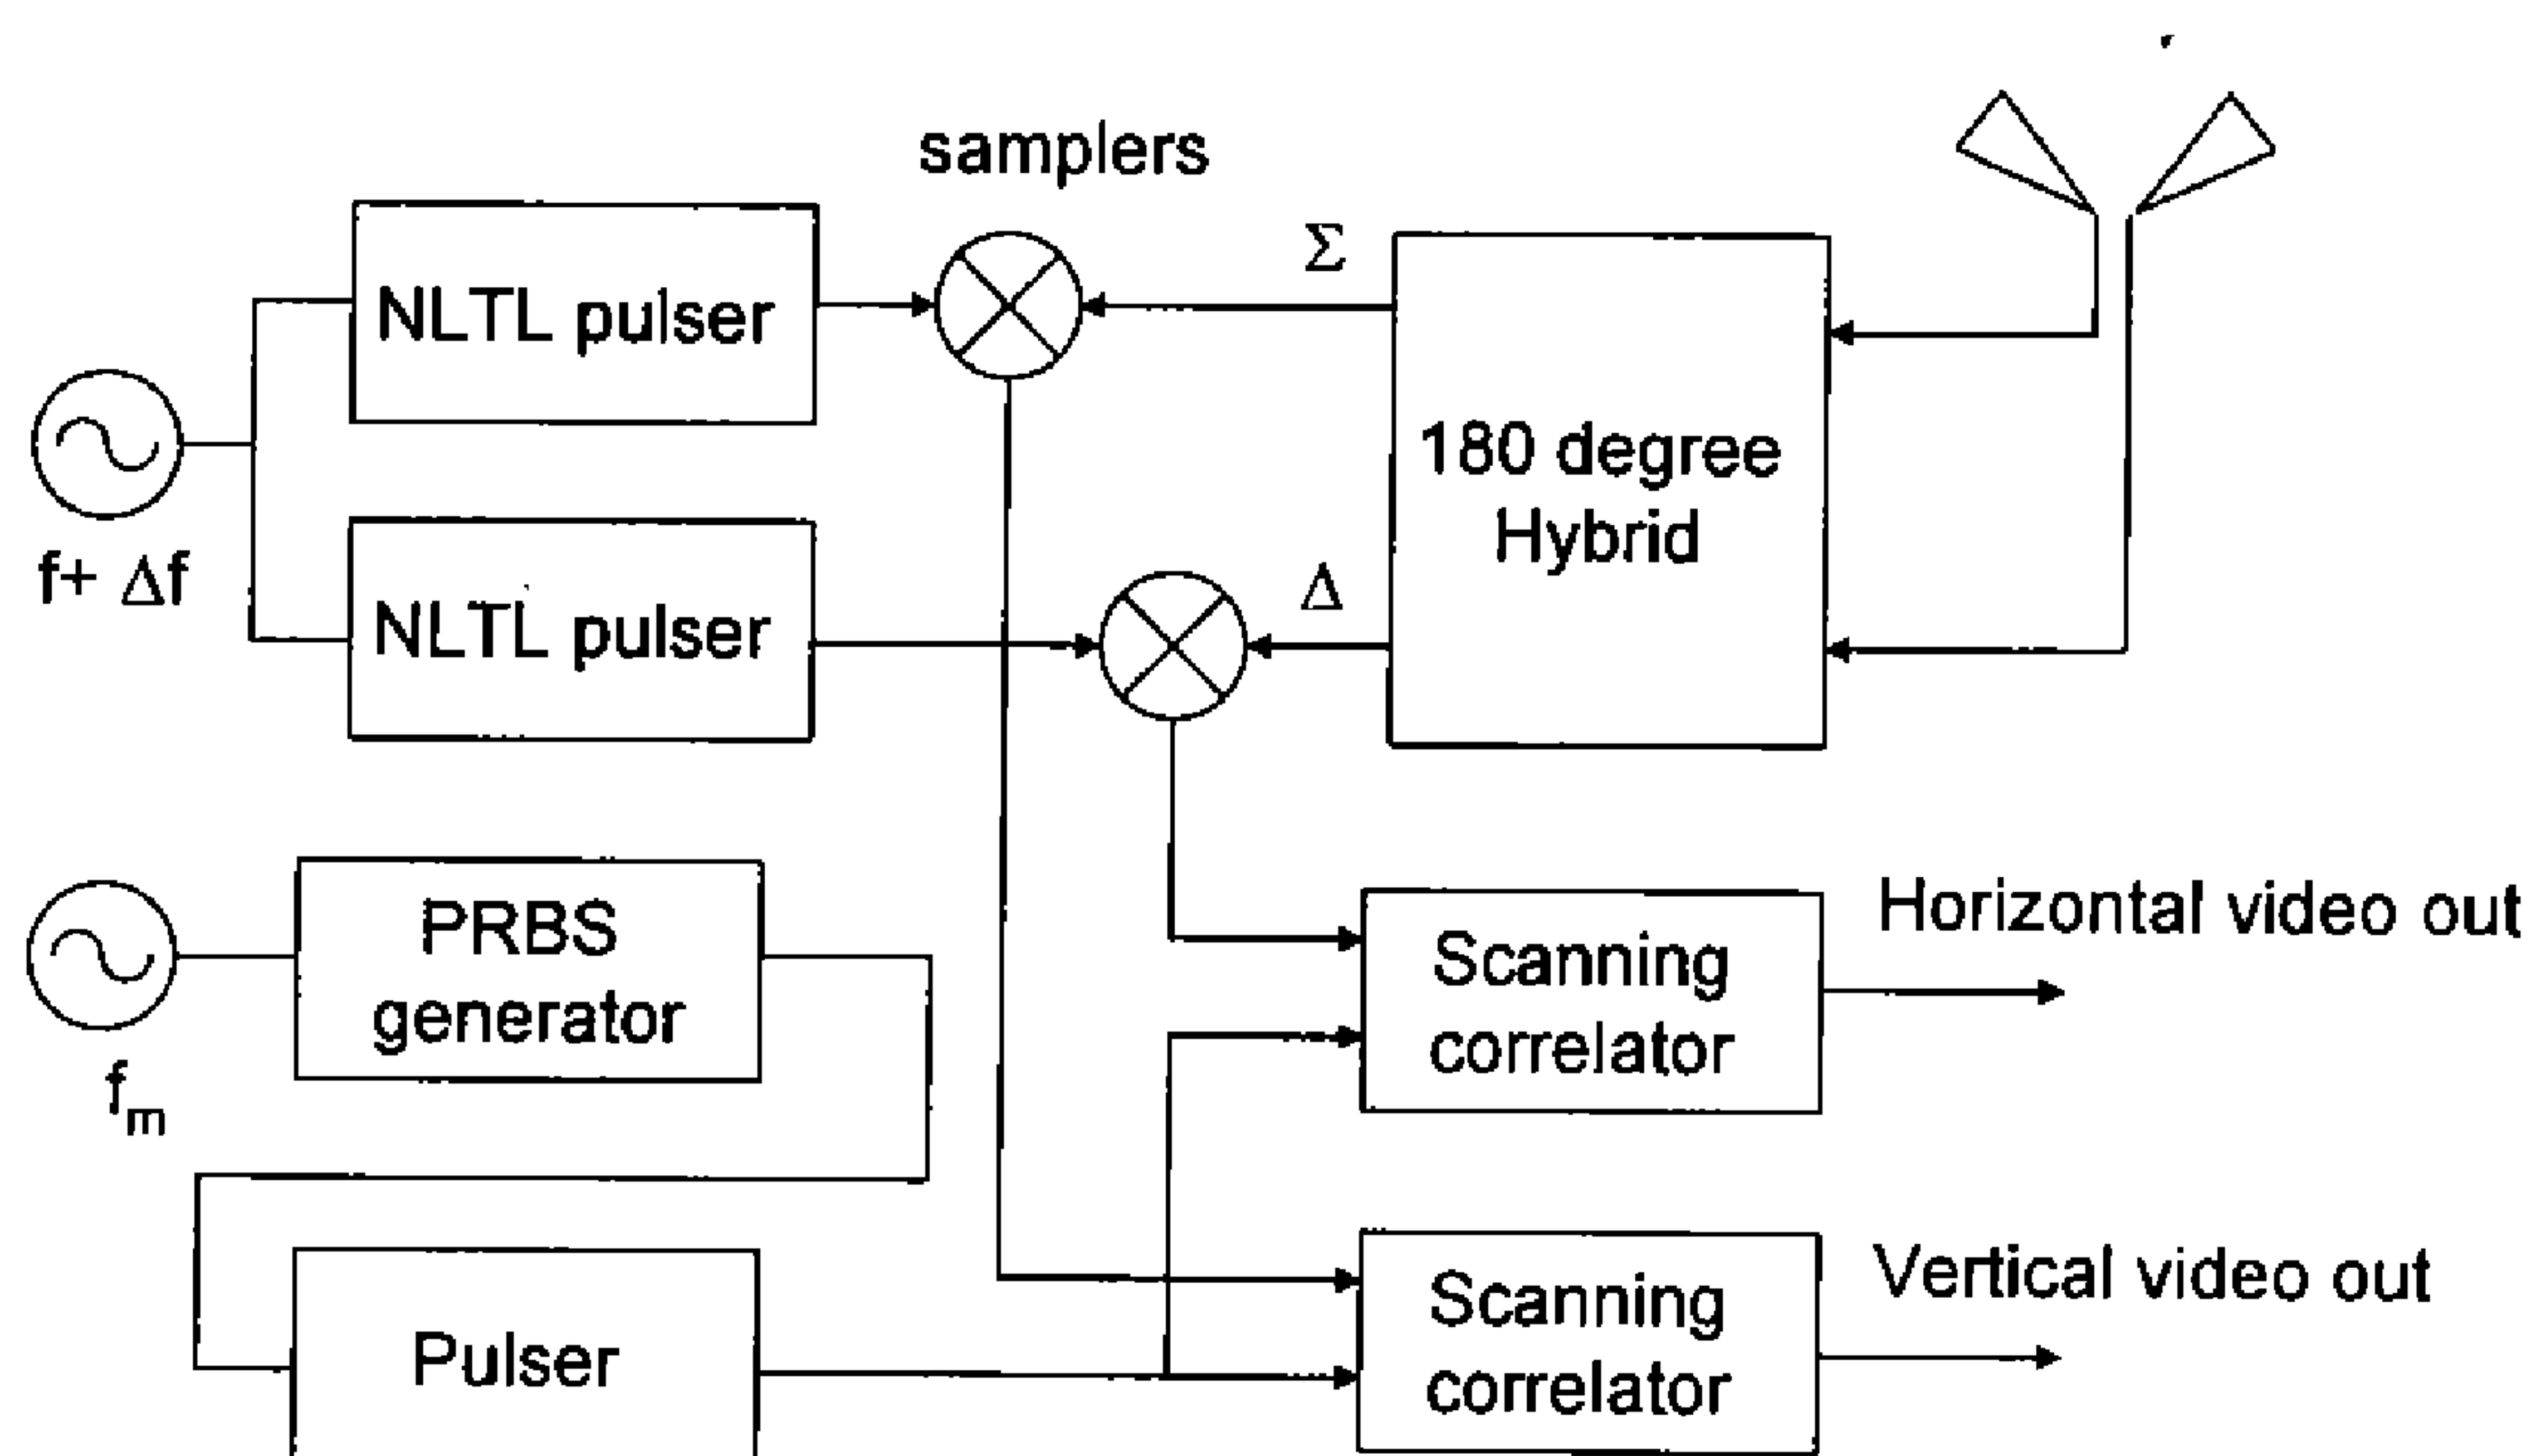 samplers
Σ
NLTL pulser
180 degree
Hybrid
f+ Δf
Δ
NLTL pulser
PRBS
generator
Horizontal video out
Scanning
correlator
fm
Vertical video out
Scanning
correlator
Pulser